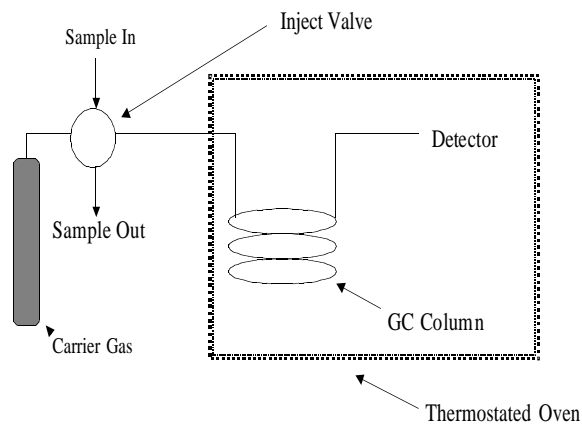 Inject Valve
Sample In
Detector
Sample Out
GC Column
Carrier Gas
Thermostated Oven